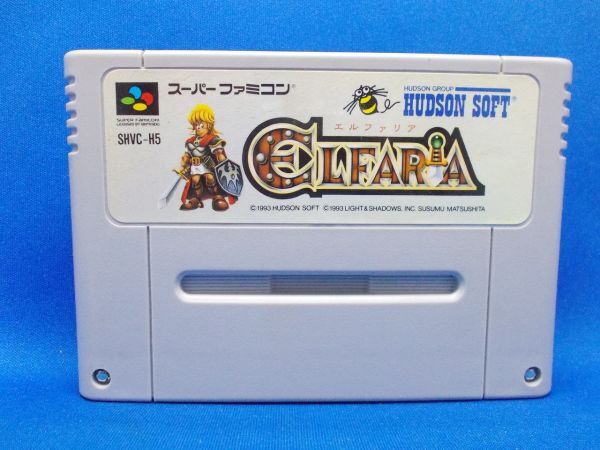 SUPER FAMICOM
LICENSED BY NINTENDO
SHVC-H5
スーパーファミコン®
HUDSON GROUP
HUDSON SOFT®
エルファリア
ELFARIA
©1993 HUDSON SOFT ©1993 LIGHT & SHADOWS, INC. SUSUMU MATSUSHITA